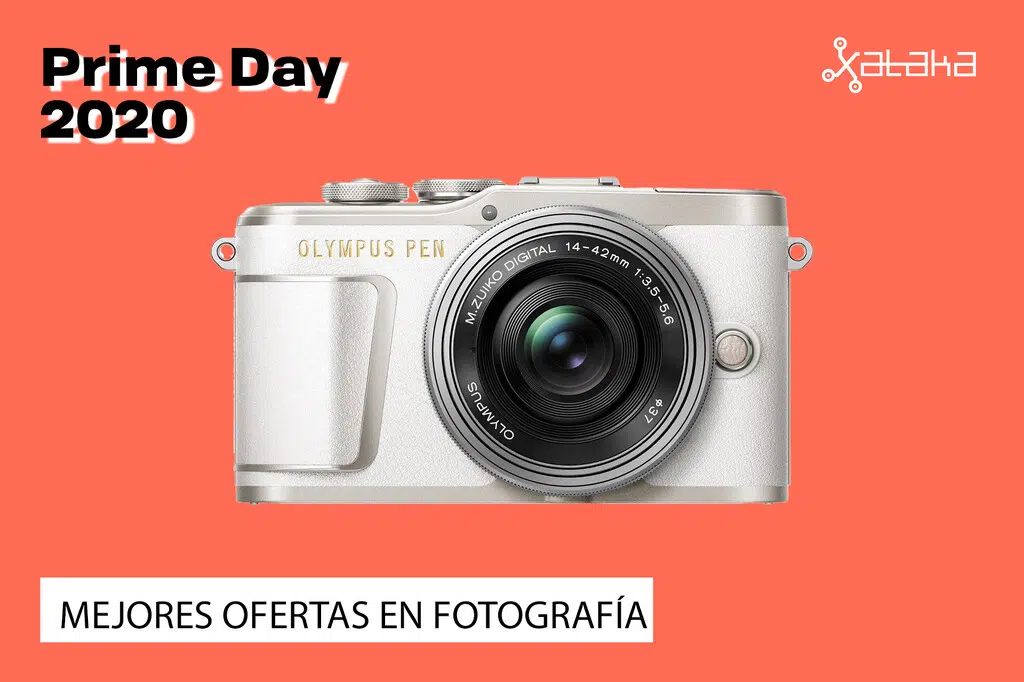 Prime Day
2020
xataka
OLYMPUS PEN
M.ZUIKO DIGITAL 14-42mm 1:3.5-5.6
OLYMPUS
ø37
MEJORES OFERTAS EN FOTOGRAFÍA